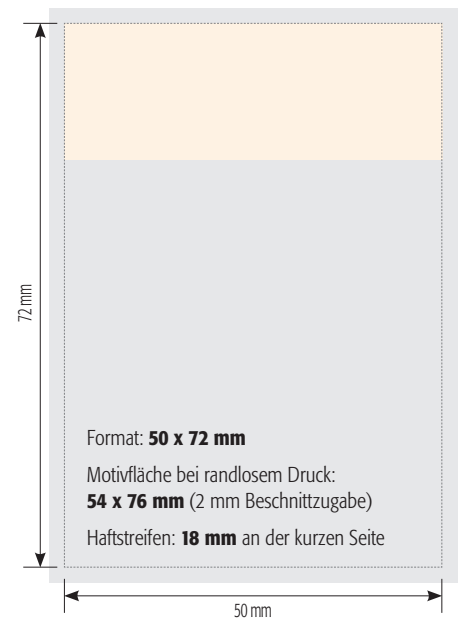 72 mm
Format: 50 x 72 mm
Motivfläche bei randlosem Druck:
54 x 76 mm (2 mm Beschnittzugabe)
Haftstreifen: 18 mm an der kurzen Seite
50 mm